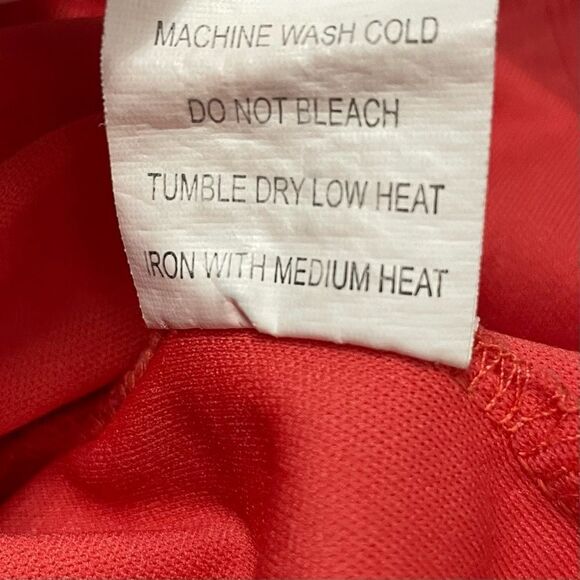 MACHINE WASH COLD
DO NOT BLEACH
TUMBLE DRY LOW HEAT
IRON WITH MEDIUM HEAT